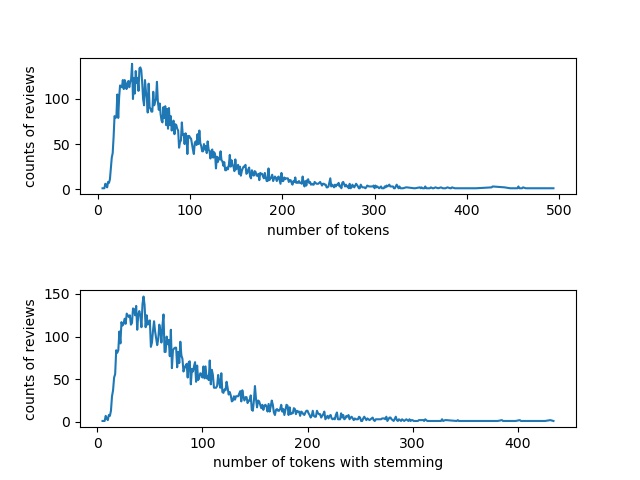 counts of reviews
100
50
0
0 100 200 300 400 500
number of tokens
counts of reviews
150
100
50
0
0 100 200 300 400
number of tokens with stemming